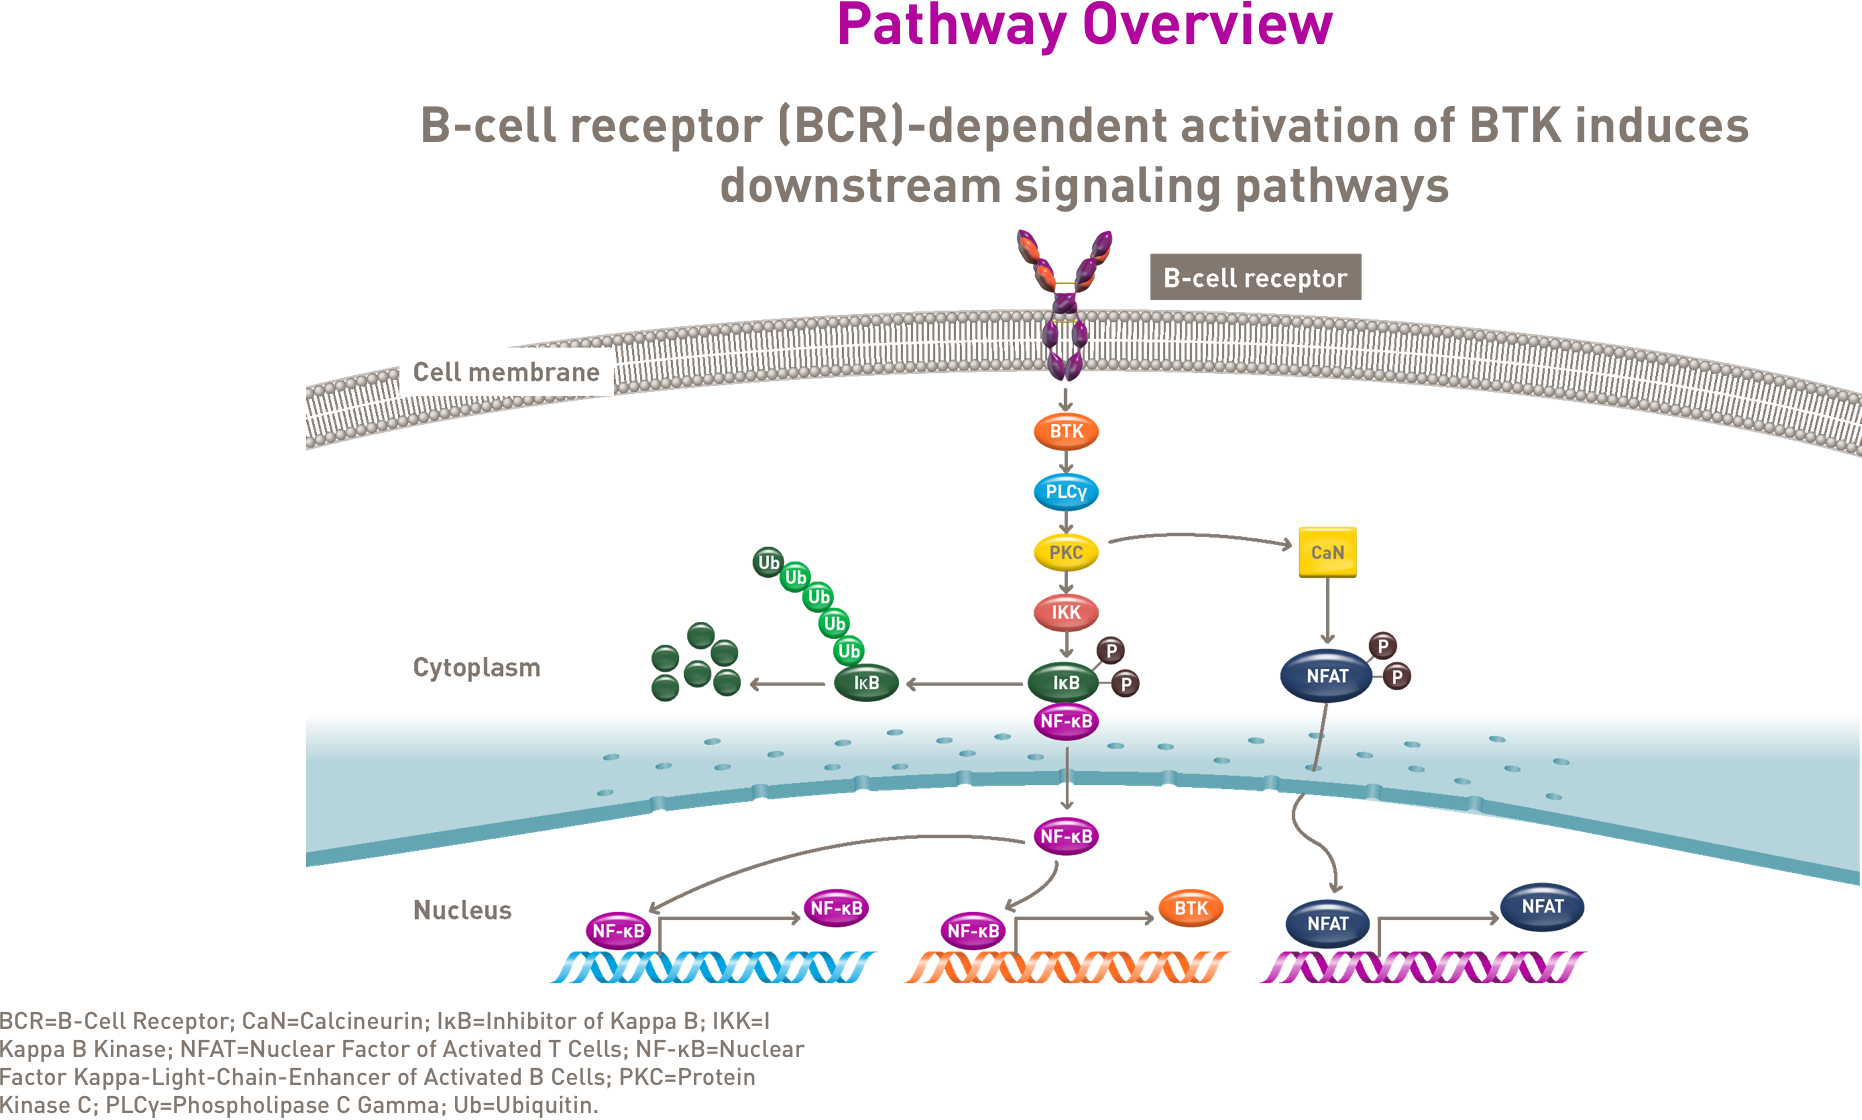 Pathway Overview
B-cell receptor (BCR)-dependent activation of BTK induces
downstream signaling pathways
B-cell receptor
Cell membrane
BTK
PLCγ
PKC
CaN
Ub
Ub
Ub
Ub
Ub
IKK
P
P
P
P
Cytoplasm
IκB
IκB
NFAT
NF-κB
NF-κB
Nucleus
NF-κB
NF-κB
NF-κB
BTK
NFAT
NFAT
BCR=B-Cell Receptor; CaN=Calcineurin; IκB=Inhibitor of Kappa B; IKK=I
Kappa B Kinase; NFAT=Nuclear Factor of Activated T Cells; NF-κB=Nuclear
Factor Kappa-Light-Chain-Enhancer of Activated B Cells; PKC=Protein
Kinase C; PLCγ=Phospholipase C Gamma; Ub=Ubiquitin.